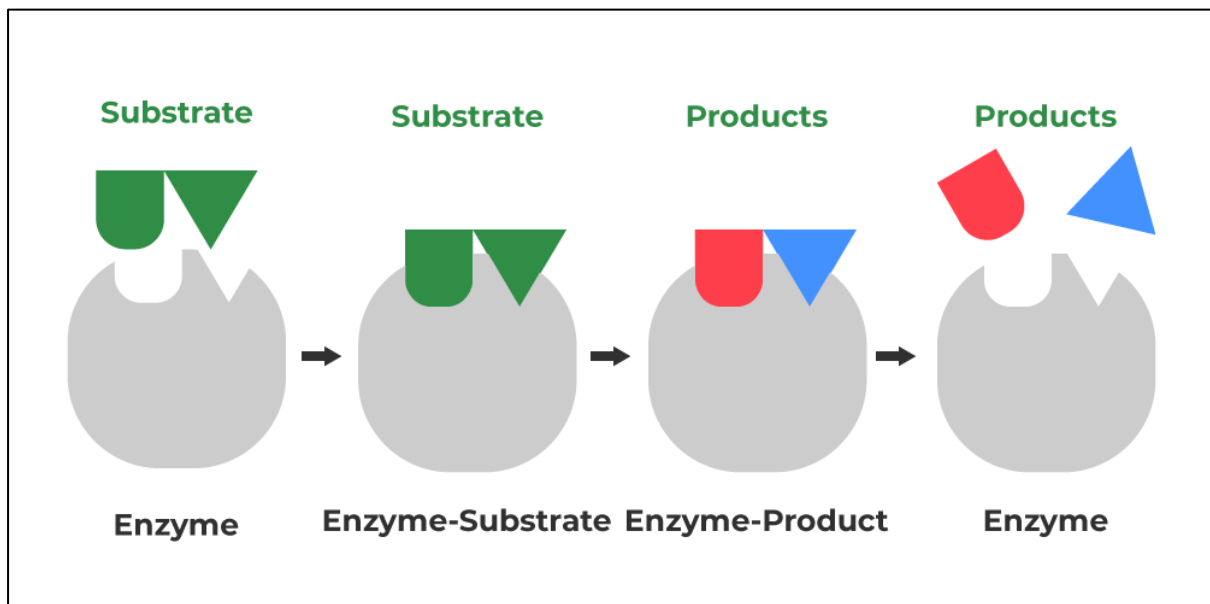 Substrate
Substrate
Products
Products
Enzyme
Enzyme-Substrate
Enzyme-Product
Enzyme